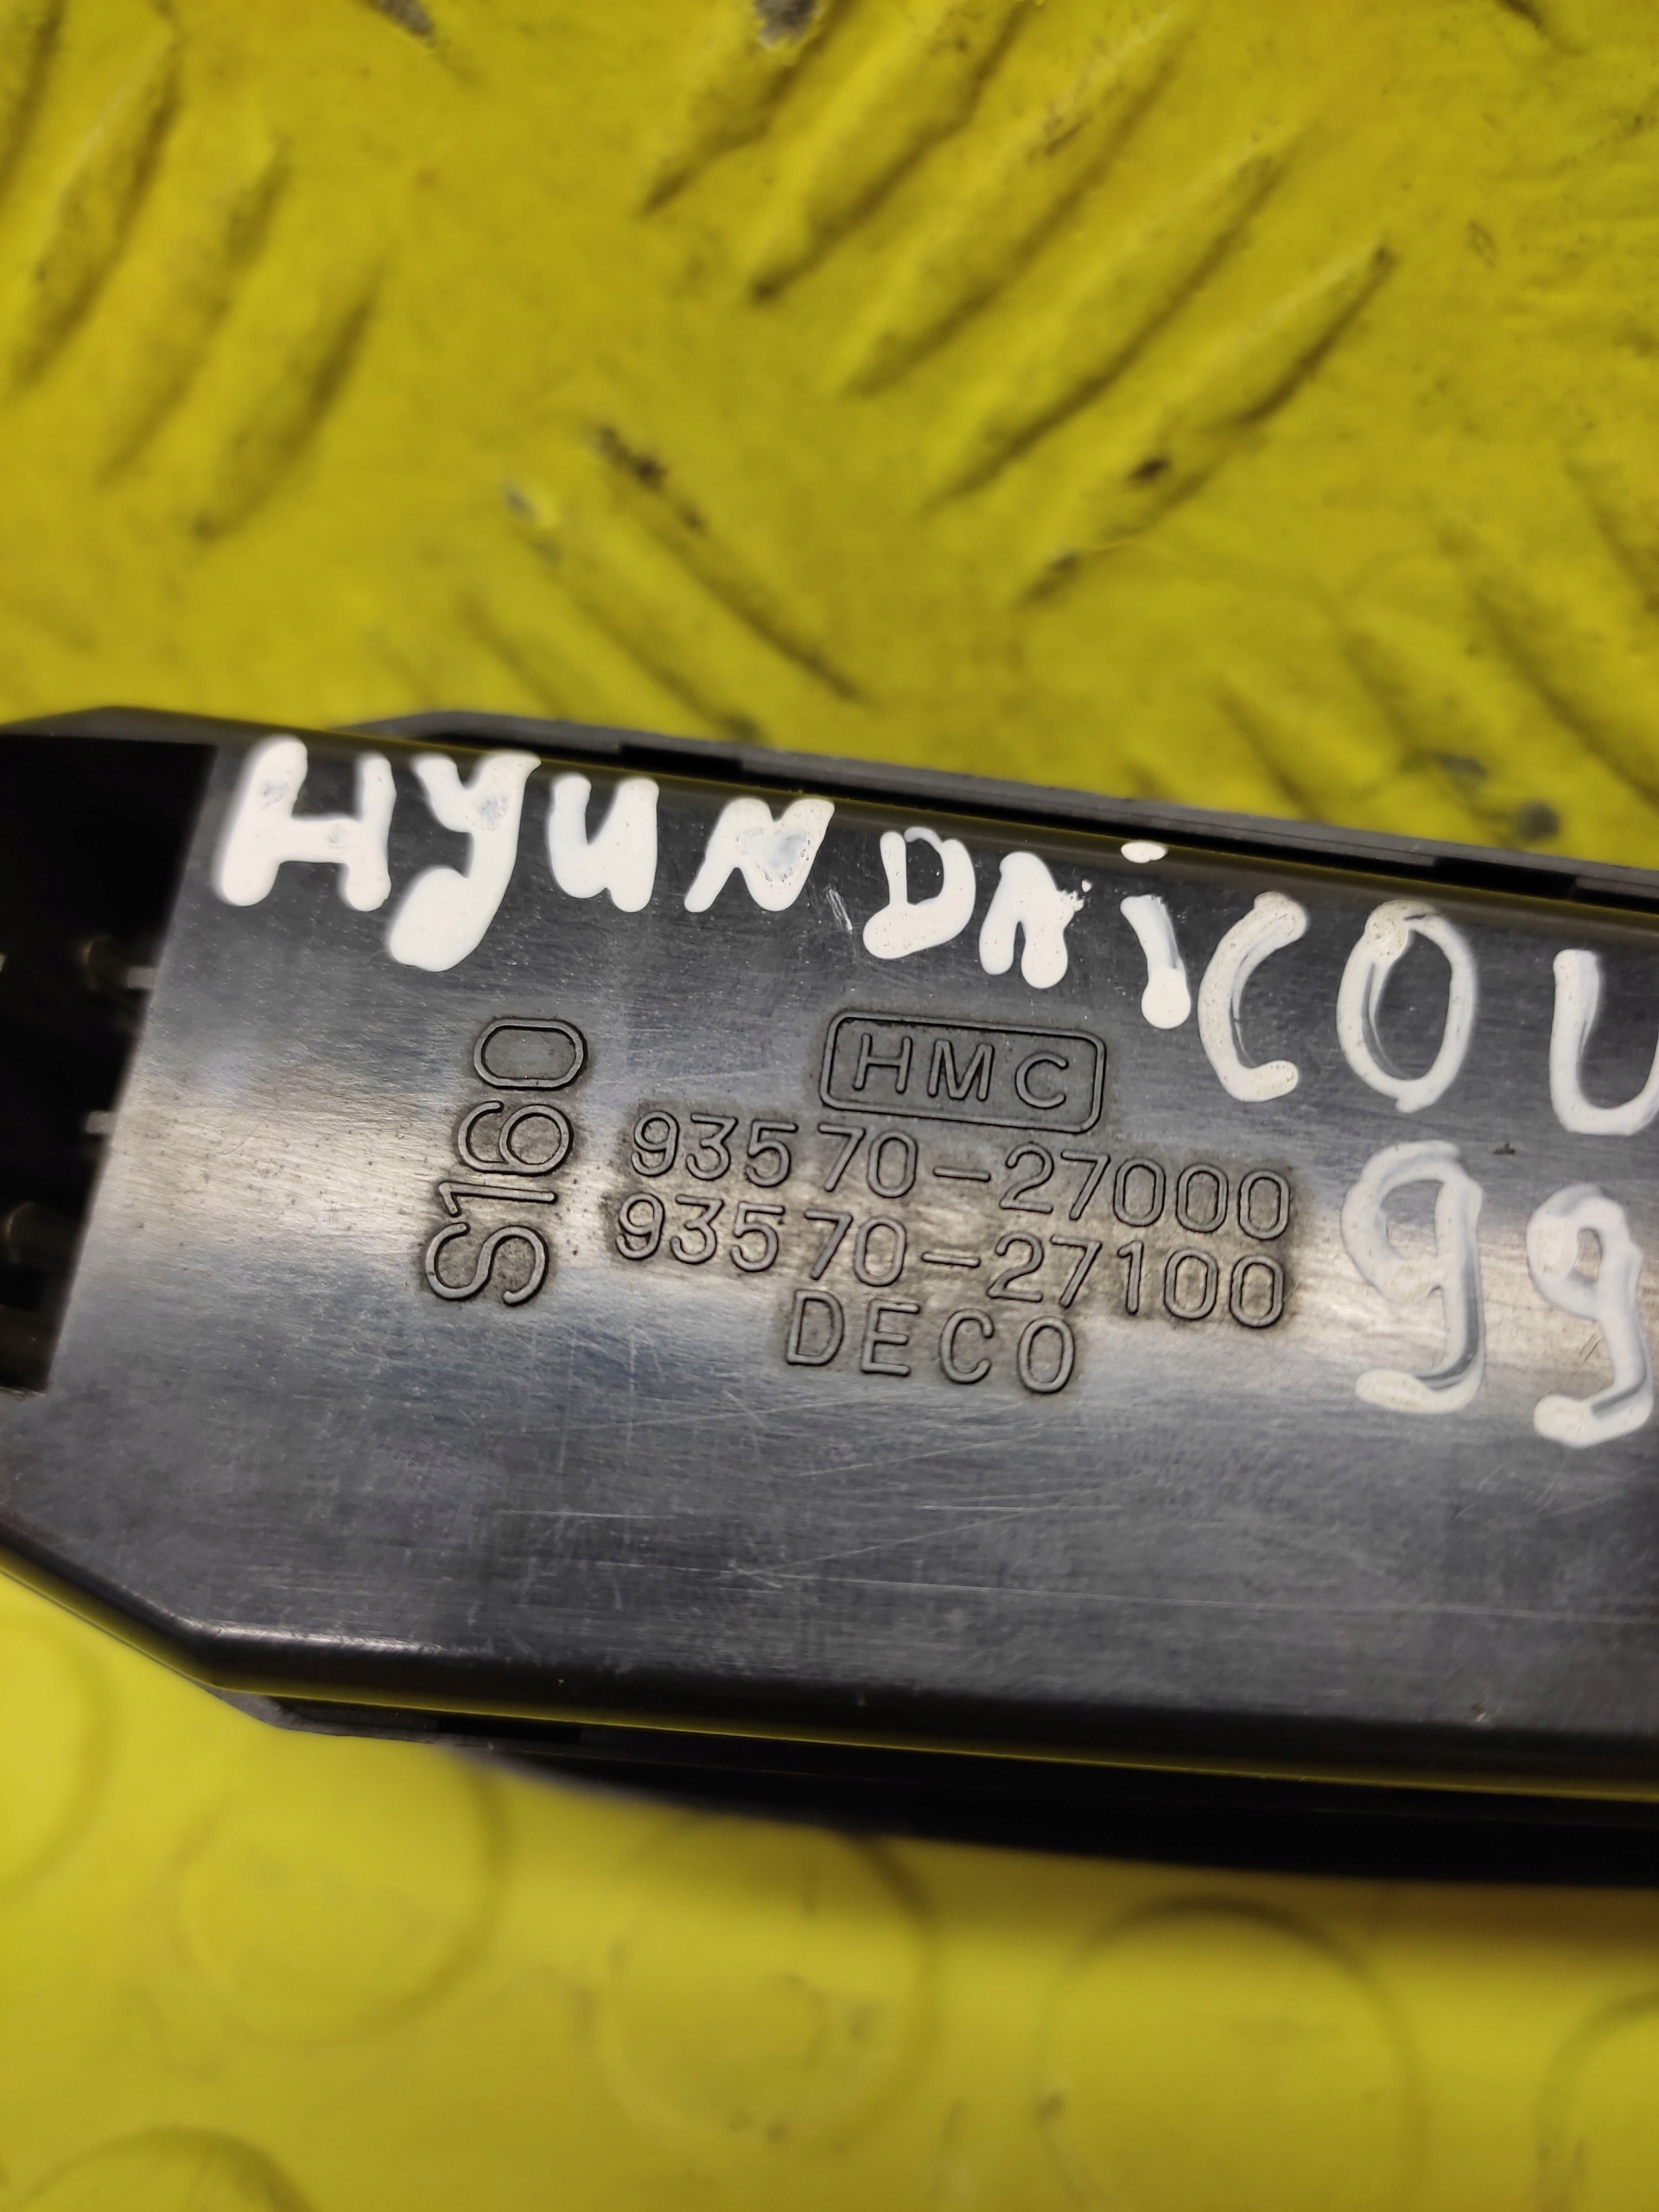 HYUNDAi COU
99
HMC
S160
93570-27000
93570-27100
DECO